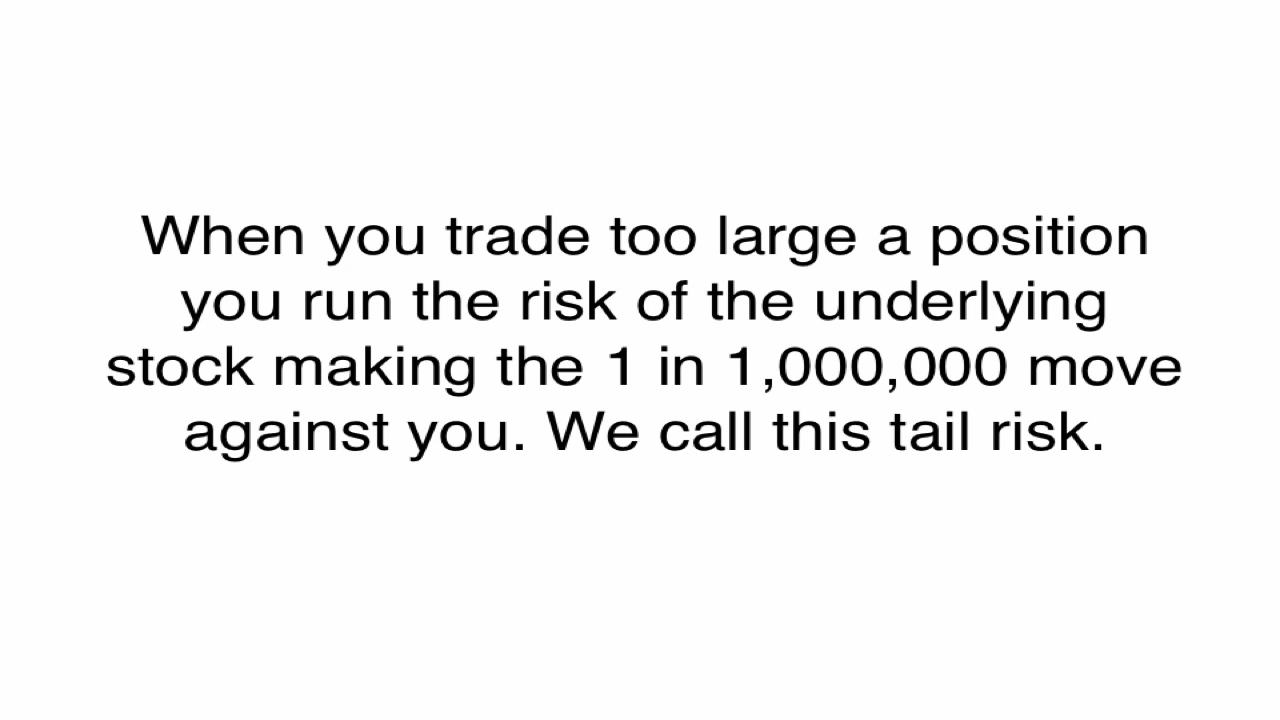 When you trade too large a position
you run the risk of the underlying
stock making the 1 in 1,000,000 move
against you. We call this tail risk.